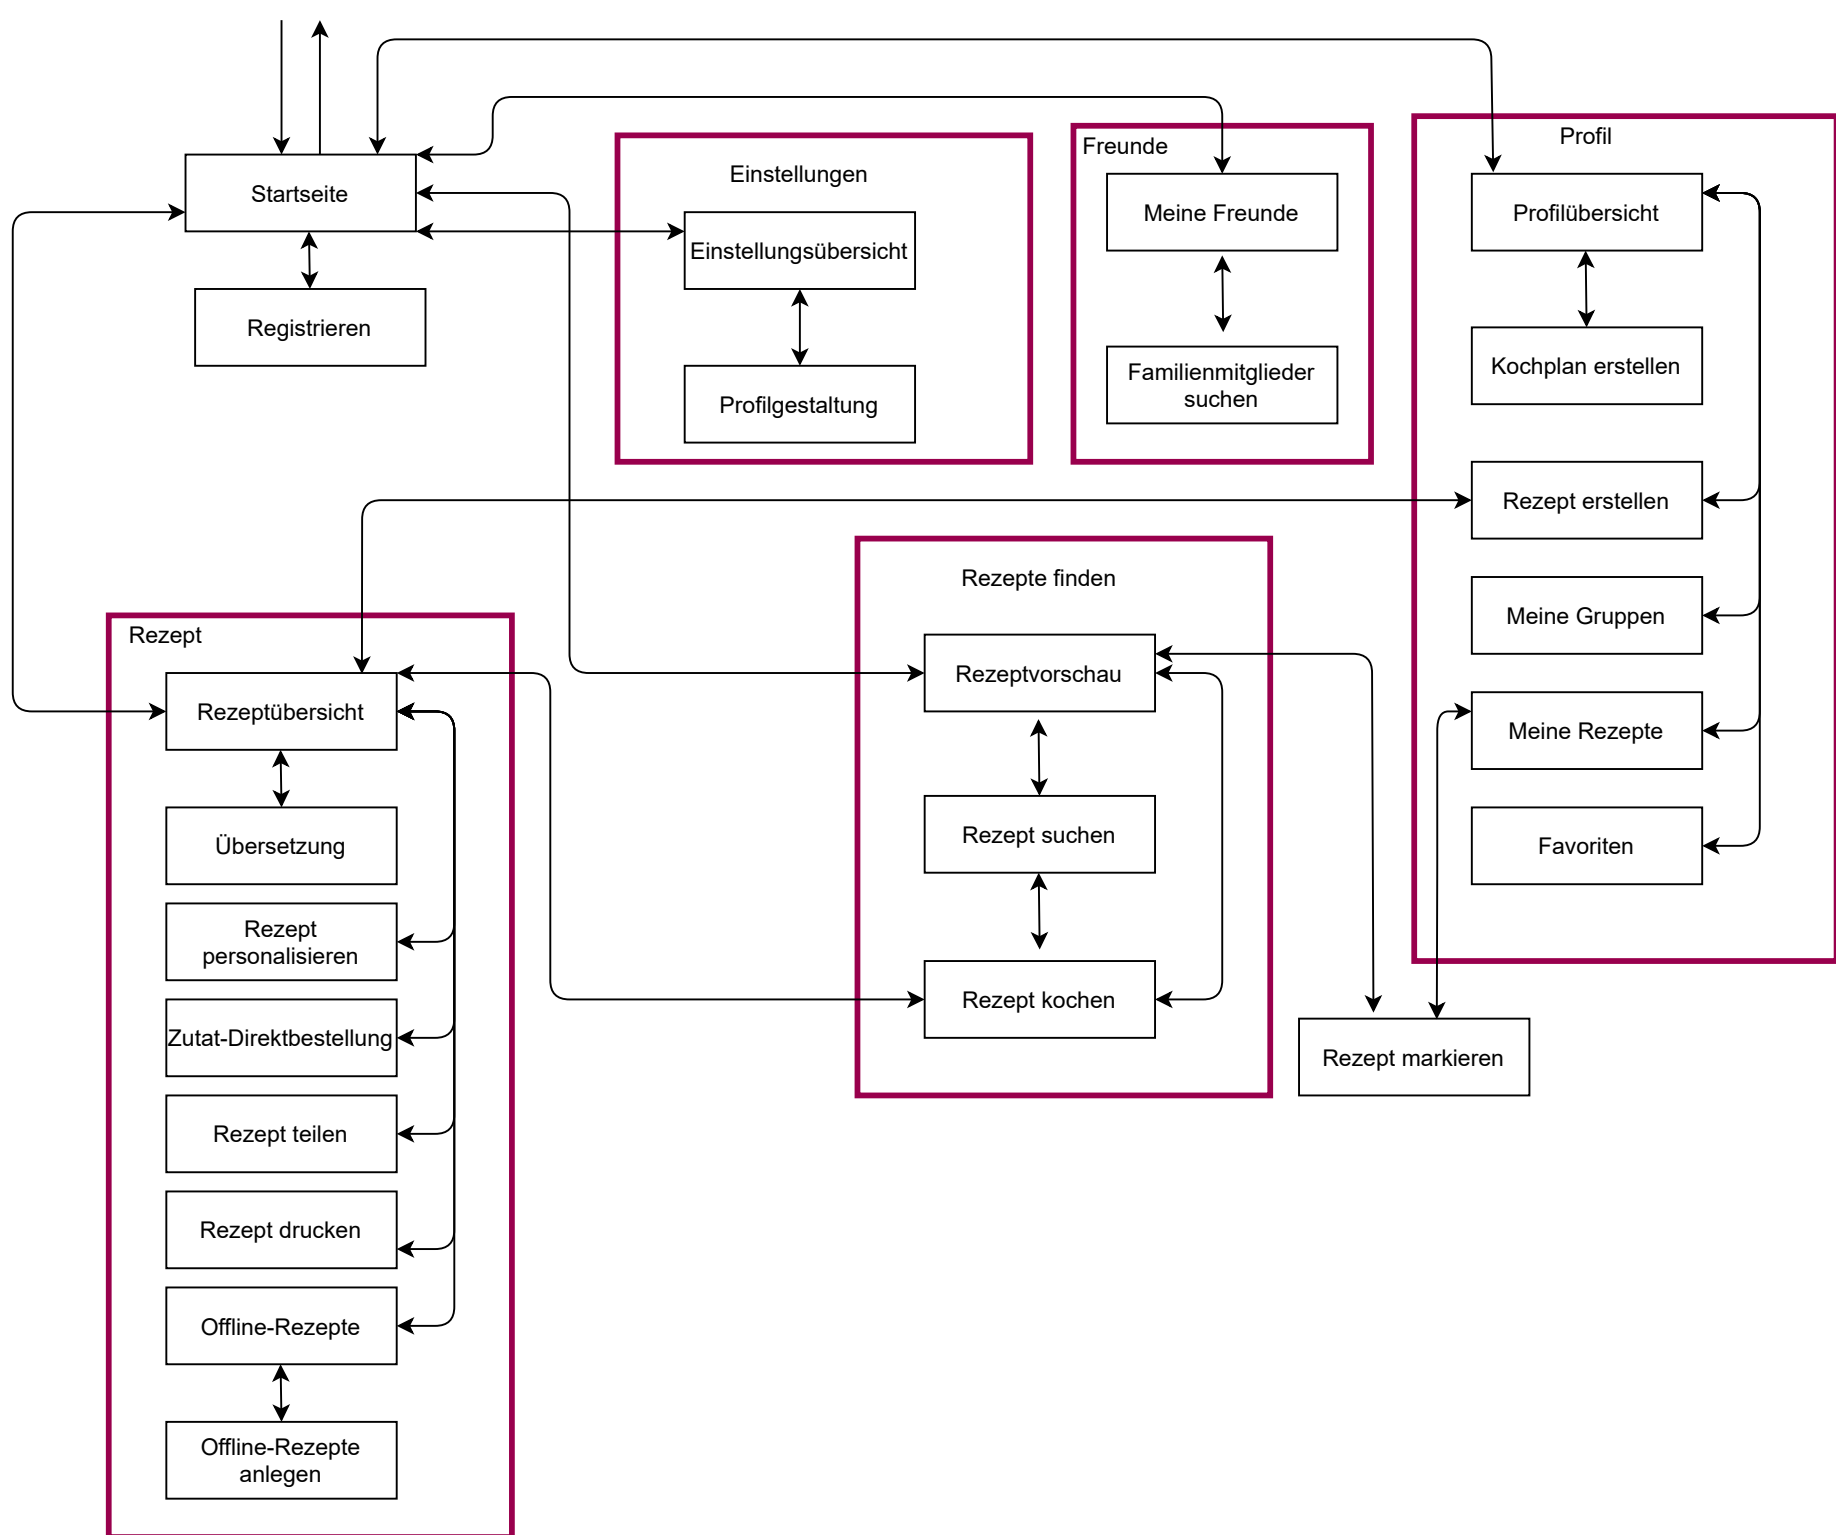 Startseite
Registrieren
Einstellungen
Einstellungsübersicht
Profilgestaltung
Freunde
Meine Freunde
Familienmitglieder
suchen
Profil
Profilübersicht
Kochplan erstellen
Rezept erstellen
Meine Gruppen
Meine Rezepte
Favoriten
Rezept
Rezeptübersicht
Übersetzung
Rezept
personalisieren
Zutat-Direktbestellung
Rezept teilen
Rezept drucken
Offline-Rezepte
Offline-Rezepte
anlegen
Rezepte finden
Rezeptvorschau
Rezept suchen
Rezept kochen
Rezept markieren